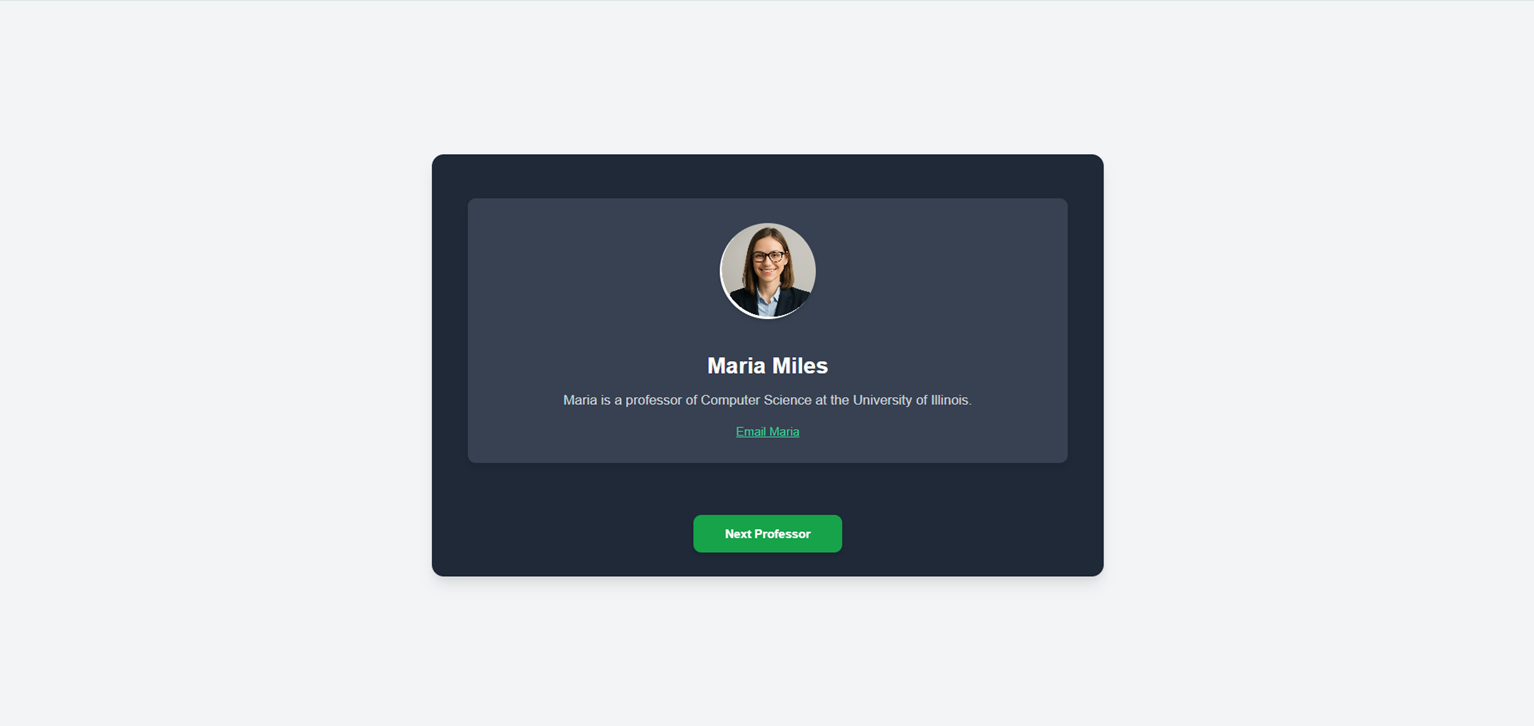 Maria Miles
Maria is a professor of Computer Science at the University of Illinois.
Email Maria
Next Professor